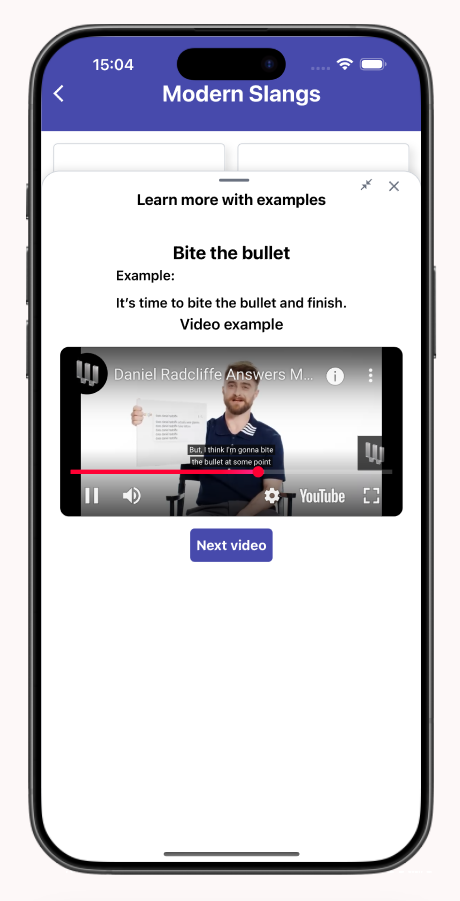 15:04
Modern Slangs
Learn more with examples
Bite the bullet
Example:
It’s time to bite the bullet and finish.
Video example
Daniel Radcliffe Answers M...
But, I think I'm gonna bite
the bullet at some point
YouTube
Next video